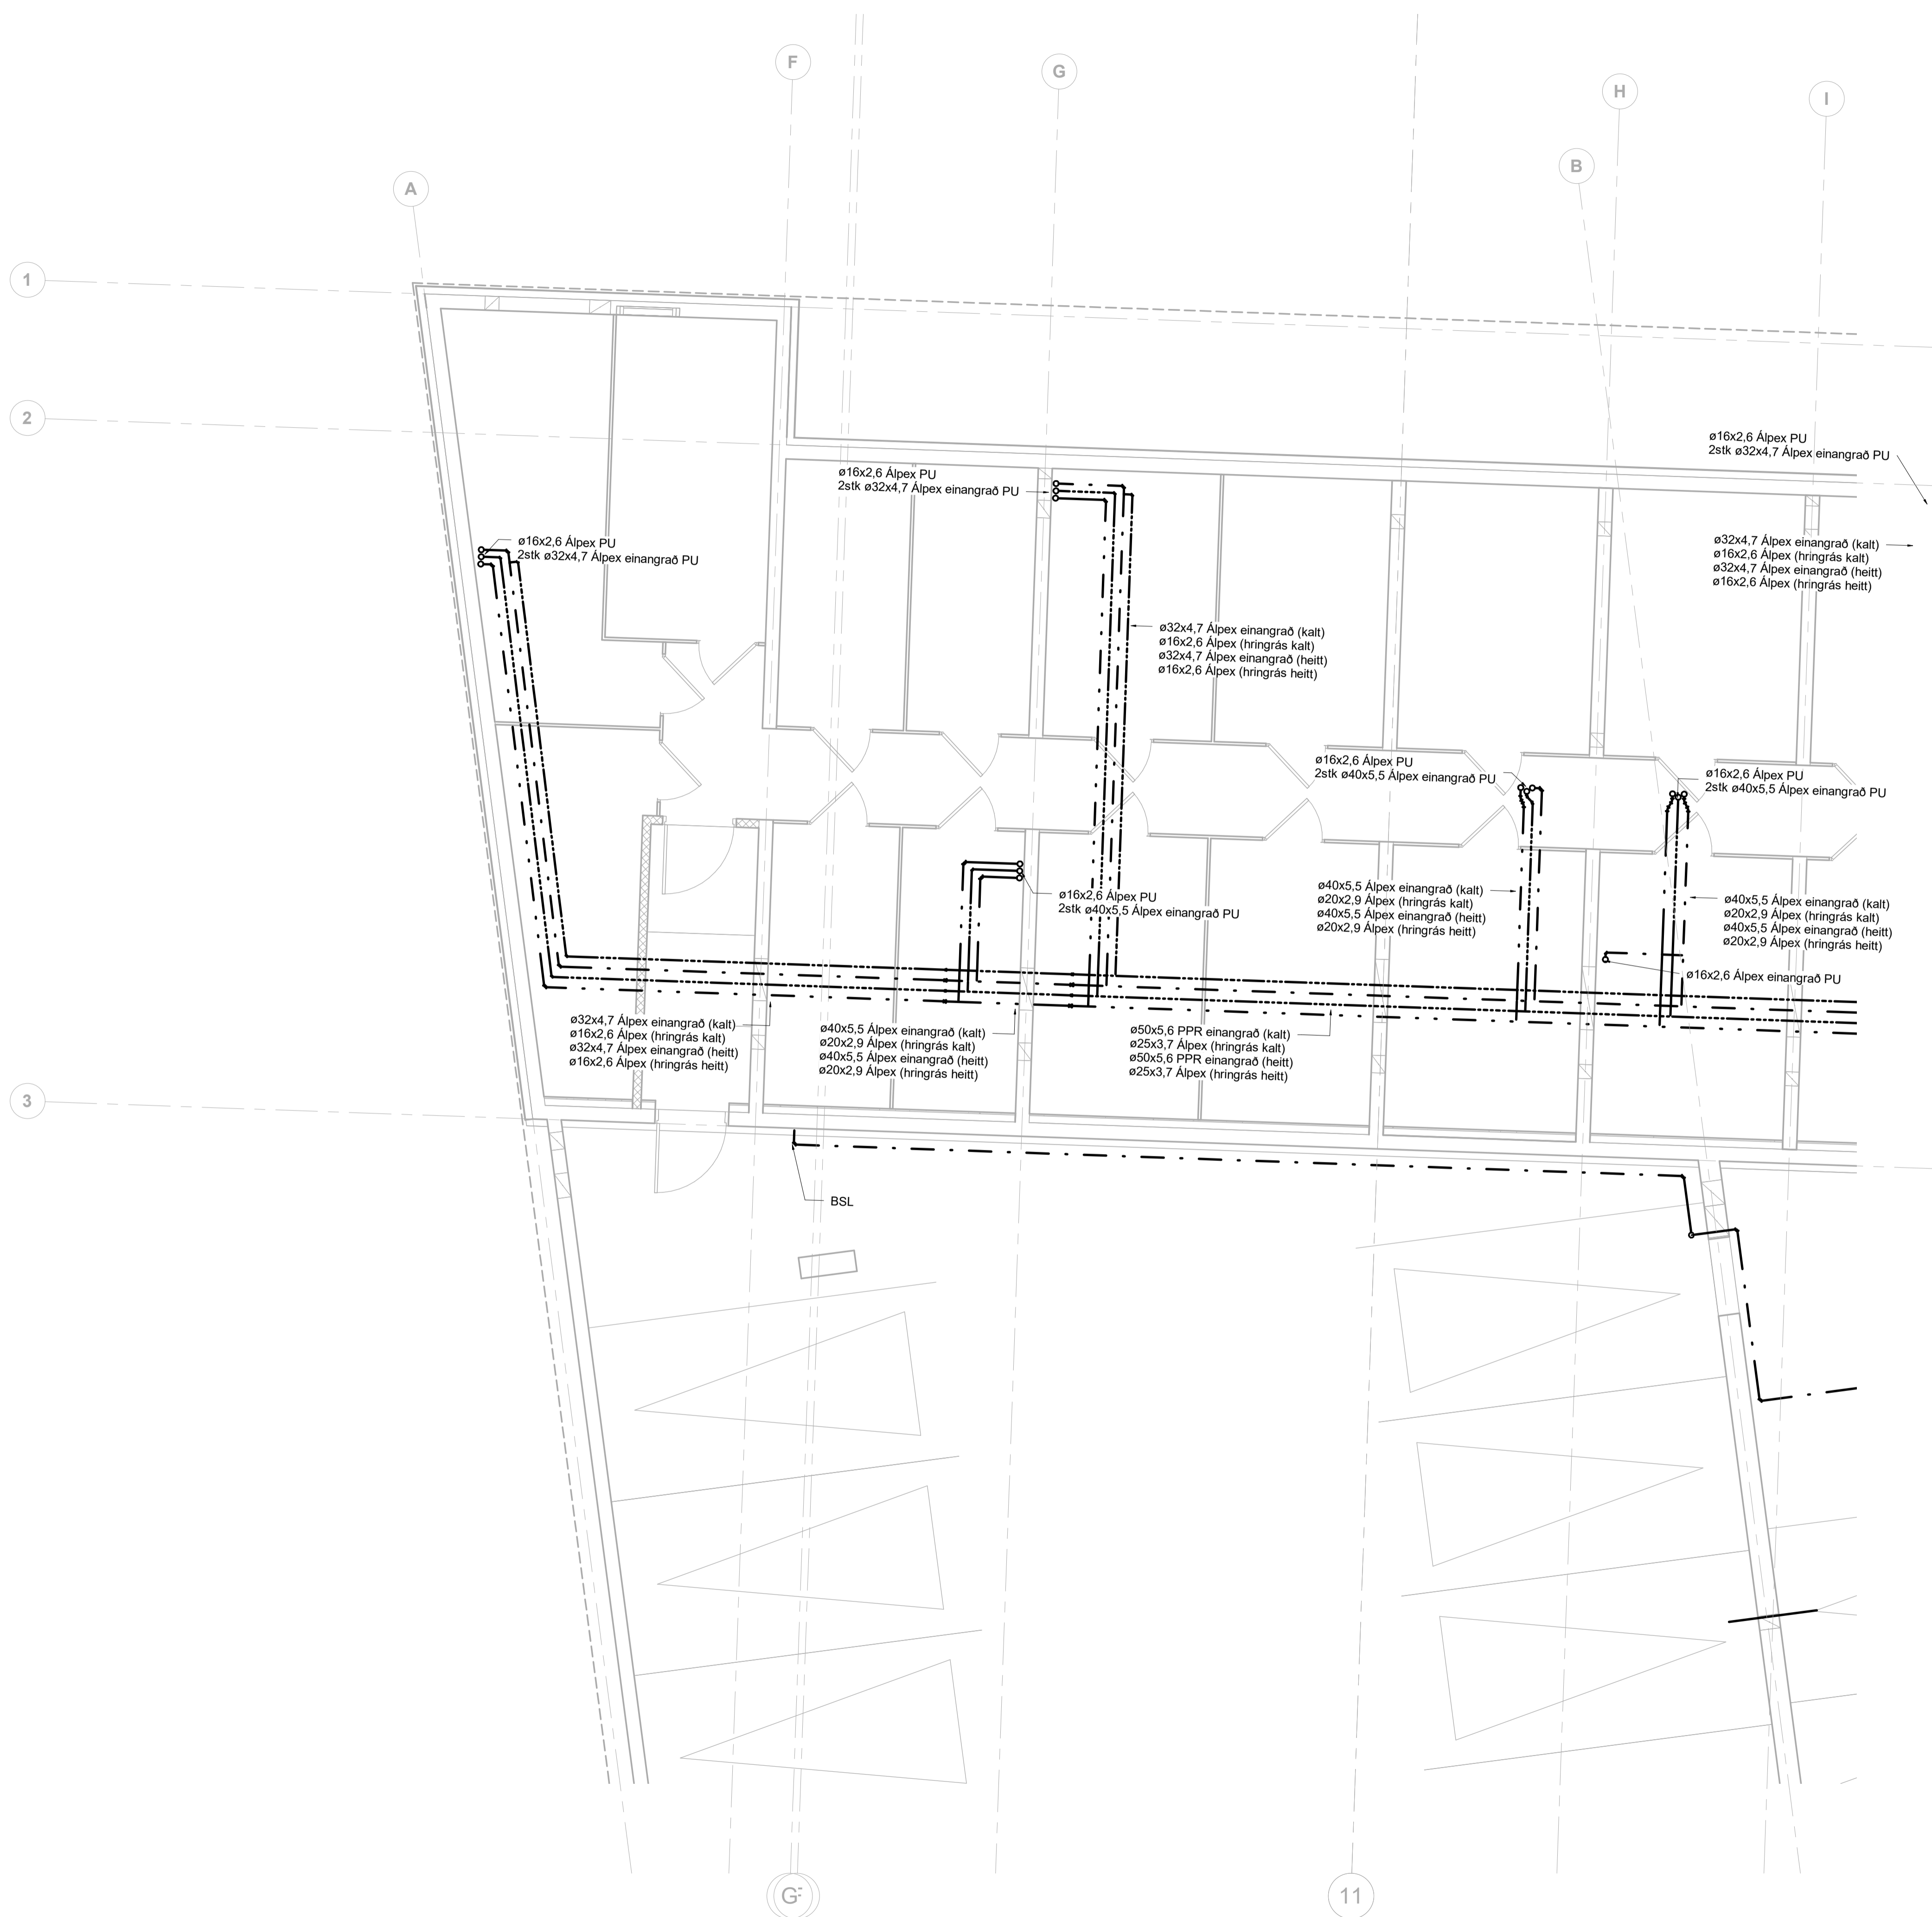 F
G
H
I
B
A
1
2
ø16x2,6 Álpex PU
2stk ø32x4,7 Álpex einangrað PU
ø16x2,6 Álpex PU
2stk ø32x4,7 Álpex einangrað PU
ø16x2,6 Álpex PU
2stk ø32x4,7 Álpex einangrað PU
ø32x4,7 Álpex einangrað (kalt)
ø16x2,6 Álpex (hringrás kalt)
ø32x4,7 Álpex einangrað (heitt)
ø16x2,6 Álpex (hringrás heitt)
ø32x4,7 Álpex einangrað (kalt)
ø16x2,6 Álpex (hringrás kalt)
ø32x4,7 Álpex einangrað (heitt)
ø16x2,6 Álpex (hringrás heitt)
ø16x2,6 Álpex PU
2stk ø40x5,5 Álpex einangrað PU
ø16x2,6 Álpex PU
2stk ø40x5,5 Álpex einangrað PU
ø16x2,6 Álpex PU
2stk ø40x5,5 Álpex einangrað PU
ø40x5,5 Álpex einangrað (kalt)
ø20x2,9 Álpex (hringrás kalt)
ø40x5,5 Álpex einangrað (heitt)
ø20x2,9 Álpex (hringrás heitt)
ø40x5,5 Álpex einangrað (kalt)
ø20x2,9 Álpex (hringrás kalt)
ø40x5,5 Álpex einangrað (heitt)
ø20x2,9 Álpex (hringrás heitt)
ø16x2,6 Álpex einangrað PU
ø32x4,7 Álpex einangrað (kalt)
ø16x2,6 Álpex (hringrás kalt)
ø32x4,7 Álpex einangrað (heitt)
ø16x2,6 Álpex (hringrás heitt)
ø40x5,5 Álpex einangrað (kalt)
ø20x2,9 Álpex (hringrás kalt)
ø40x5,5 Álpex einangrað (heitt)
ø20x2,9 Álpex (hringrás heitt)
ø50x5,6 PPR einangrað (kalt)
ø25x3,7 Álpex (hringrás kalt)
ø50x5,6 PPR einangrað (heitt)
ø25x3,7 Álpex (hringrás heitt)
3
BSL
G
11